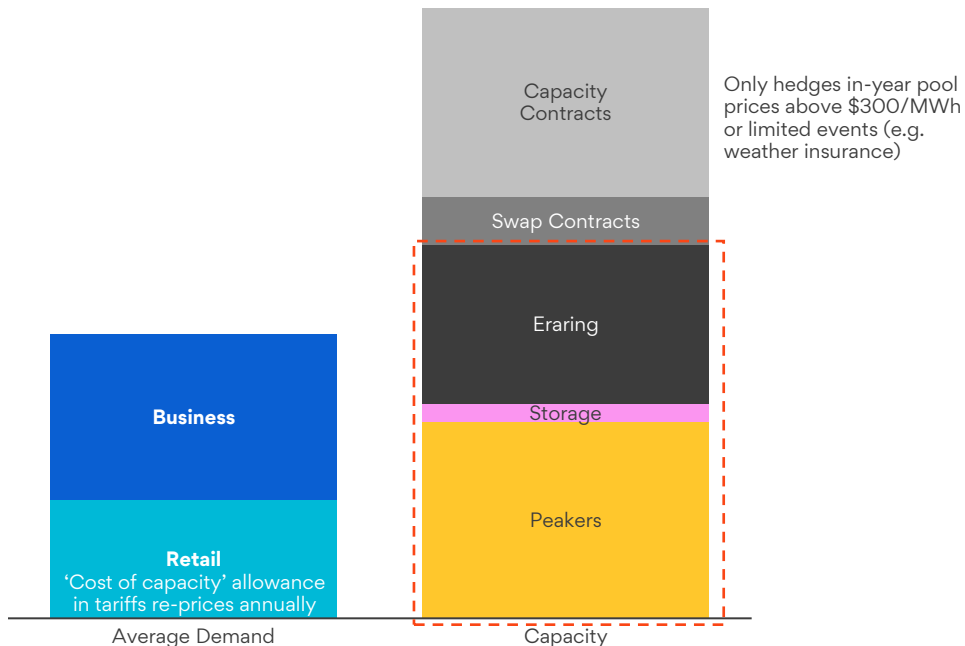 Capacity
Contracts
Only hedges in-year pool
prices above $300/MWh
or limited events (e.g.
weather insurance)
Swap Contracts
Eraring
Storage
Peakers
Business
Retail
‘Cost of capacity’ allowance
in tariffs re-prices annually
Average Demand
Capacity